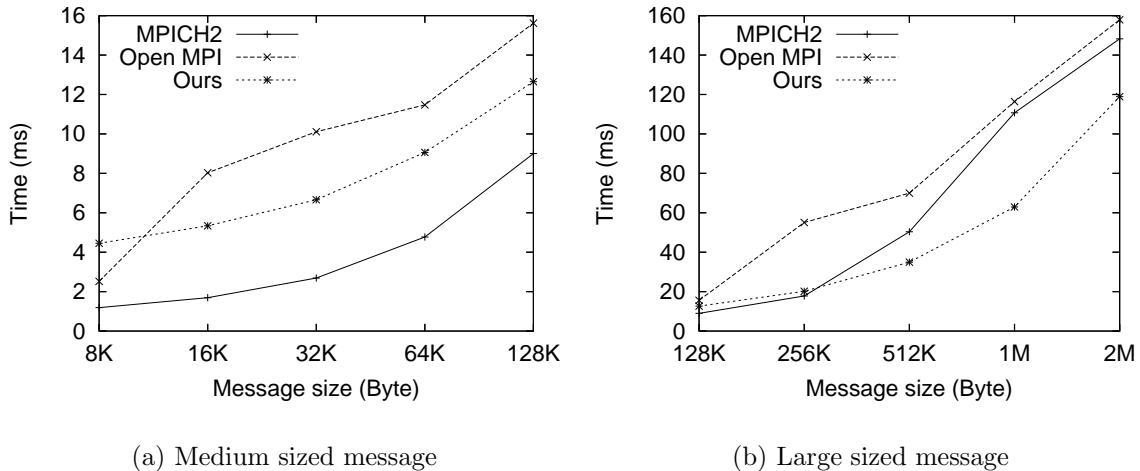 16
14
12
10
8
6
4
2
0
Time (ms)
MPICH2
Open MPI
Ours
8K 16K 32K 64K 128K
Message size (Byte)
(a) Medium sized message
160
140
120
100
80
60
40
20
0
Time (ms)
MPICH2
Open MPI
Ours
128K 256K 512K 1M 2M
Message size (Byte)
(b) Large sized message